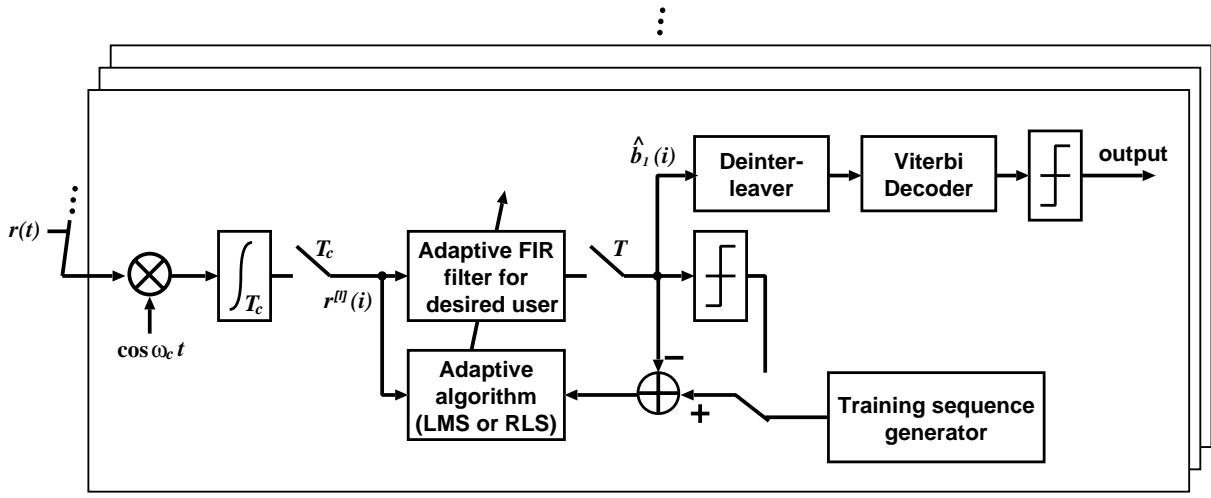 r(t)
cos ω_c t
T_c
T_c
r^[l](i)
Adaptive FIR
filter for
desired user
Adaptive
algorithm
(LMS or RLS)
T
b̂_1(i)
Deinter-
leaver
Viterbi
Decoder
output
−
+
Training sequence
generator